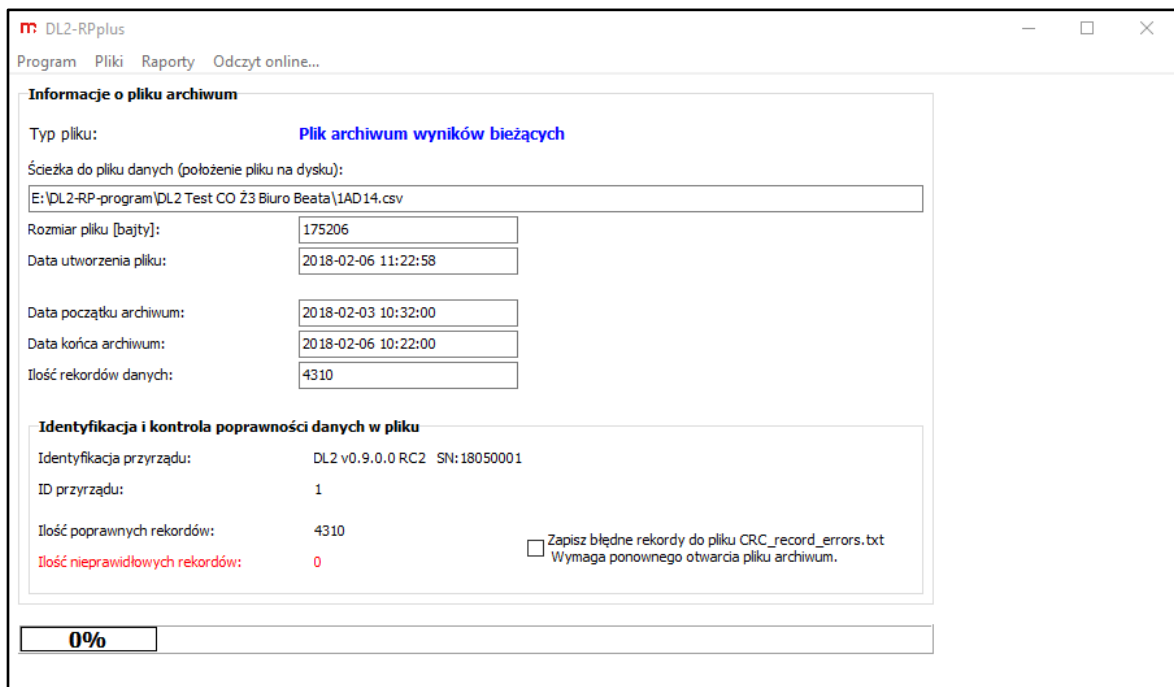 DL2-RPplus
Program Pliki Raporty Odczyt online...
Informacje o pliku archiwum
Typ pliku: Plik archiwum wyników bieżących
Ścieżka do pliku danych (położenie pliku na dysku):
E:\DL2-RP-program\DL2 Test CO Ż3 Biuro Beata\1AD14.csv
Rozmiar pliku [bajty]: 175206
Data utworzenia pliku: 2018-02-06 11:22:58
Data początku archiwum: 2018-02-03 10:32:00
Data końca archiwum: 2018-02-06 10:22:00
Ilość rekordów danych: 4310
Identyfikacja i kontrola poprawności danych w pliku
Identyfikacja przyrządu: DL2 v0.9.0.0 RC2 SN:18050001
ID przyrządu: 1
Ilość poprawnych rekordów: 4310
Zapisz błędne rekordy do pliku CRC_record_errors.txt
Wymaga ponownego otwarcia pliku archiwum.
Ilość nieprawidłowych rekordów: 0
0%